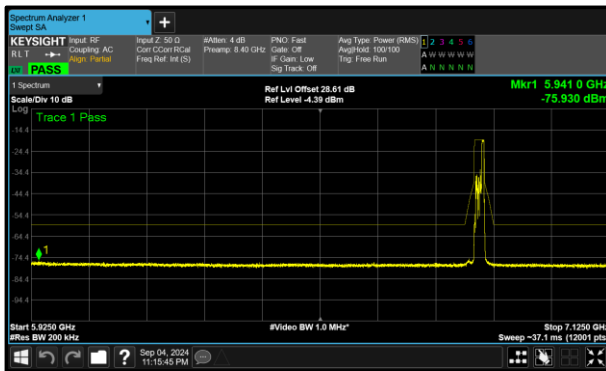 Spectrum Analyzer 1
Swept SA
KEYSIGHT
RLT
PASS
Input: RF
Coupling: AC
Align: Partial
Input Z: 50 Ω
Corr CCorr RCal
Freq Ref: Int (S)
#Atten: 4 dB
Preamp: 8.40 GHz
PNO: Fast
Gate: Off
IF Gain: Low
Sig Track: Off
Avg Type: Power (RMS)
Avg|Hold: 100/100
Trig: Free Run
1 2 3 4 5 6
A W W W W W
A N N N N N
1 Spectrum
Scale/Div 10 dB
Ref Lvl Offset 28.61 dB
Ref Level -4.39 dBm
Mkr1 5.941 0 GHz
-75.930 dBm
Log
Trace 1 Pass
-14.4
-24.4
-34.4
-44.4
-54.4
-64.4
-74.4
-84.4
-94.4
1
Start 5.9250 GHz
#Res BW 200 kHz
#Video BW 1.0 MHz*
Stop 7.1250 GHz
Sweep ~37.1 ms (12001 pts)
?
Sep 04, 2024
11:15:45 PM